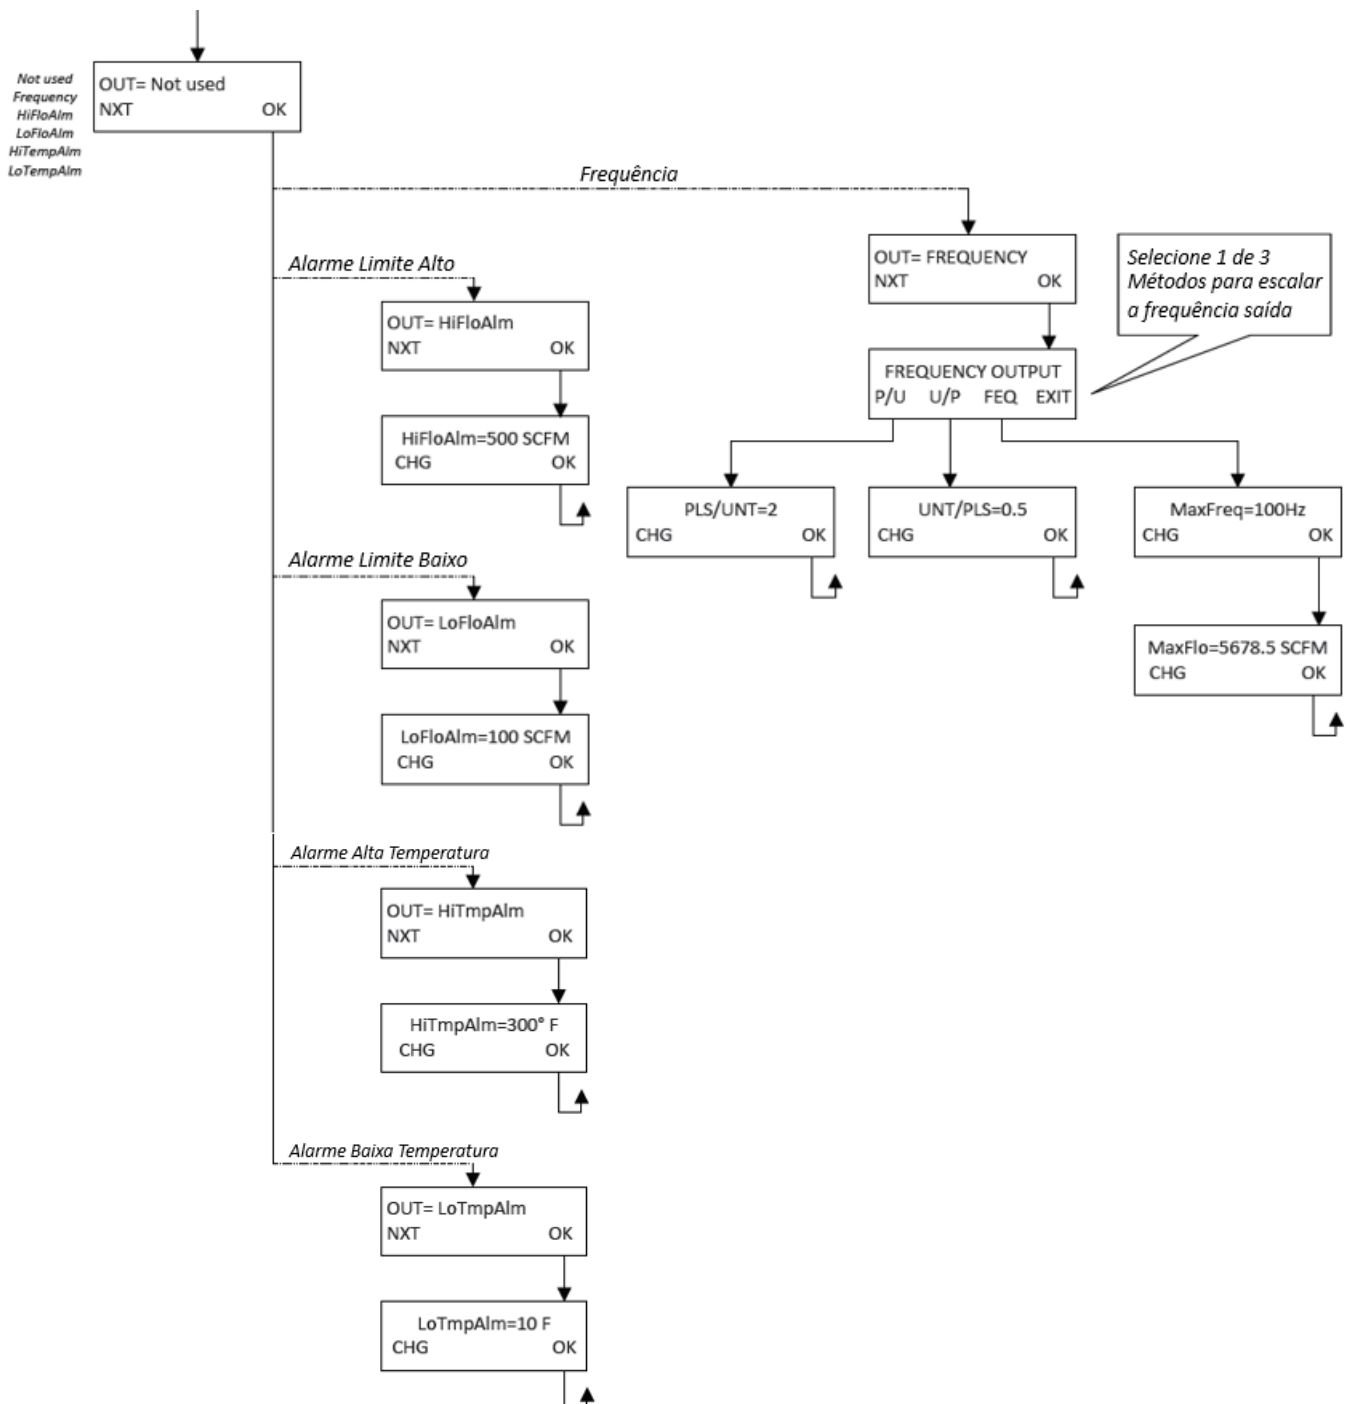 Not used
Frequency
HiFloAlm
LoFloAlm
HiTempAlm
LoTempAlm
OUT= Not used
NXT OK
Frequência
OUT= FREQUENCY
NXT OK
Selecione 1 de 3
Métodos para escalar
a frequência saída
FREQUENCY OUTPUT
P/U U/P FEQ EXIT
PLS/UNT=2
CHG OK
UNT/PLS=0.5
CHG OK
MaxFreq=100Hz
CHG OK
MaxFlo=5678.5 SCFM
CHG OK
Alarme Limite Alto
OUT= HiFloAlm
NXT OK
HiFloAlm=500 SCFM
CHG OK
Alarme Limite Baixo
OUT= LoFloAlm
NXT OK
LoFloAlm=100 SCFM
CHG OK
Alarme Alta Temperatura
OUT= HiTmpAlm
NXT OK
HiTmpAlm=300° F
CHG OK
Alarme Baixa Temperatura
OUT= LoTmpAlm
NXT OK
LoTmpAlm=10 F
CHG OK